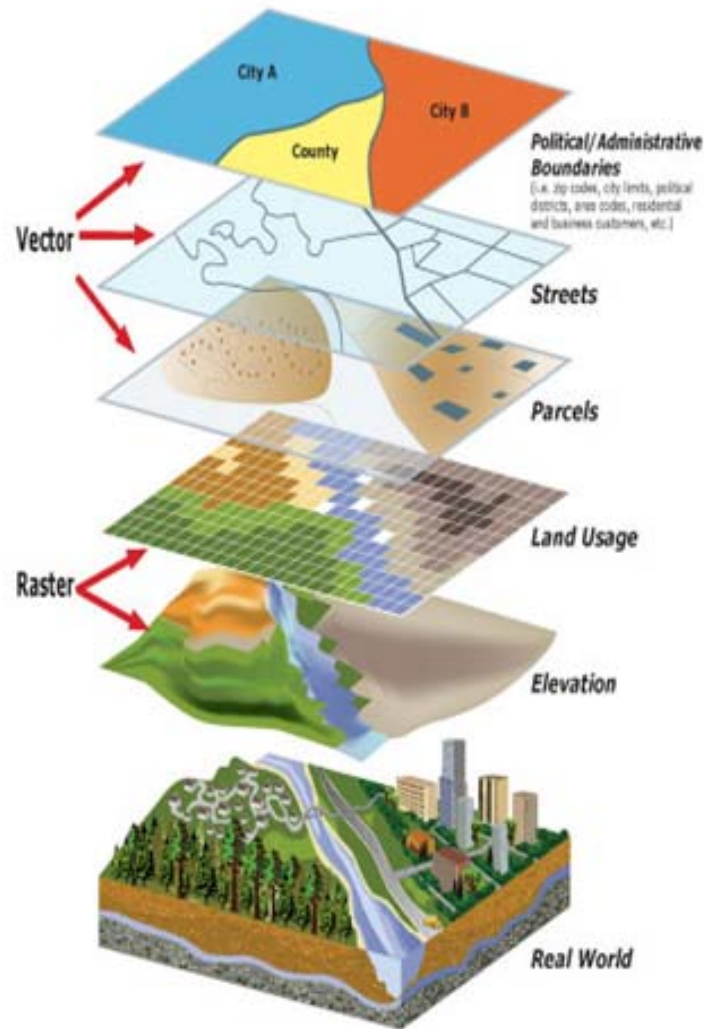 City A
City B
County
Political/Administrative
Boundaries
(i.e. zip codes, city limits, political
districts, area codes, residential
and business customers, etc.)
Vector
Streets
Parcels
Land Usage
Raster
Elevation
Real World